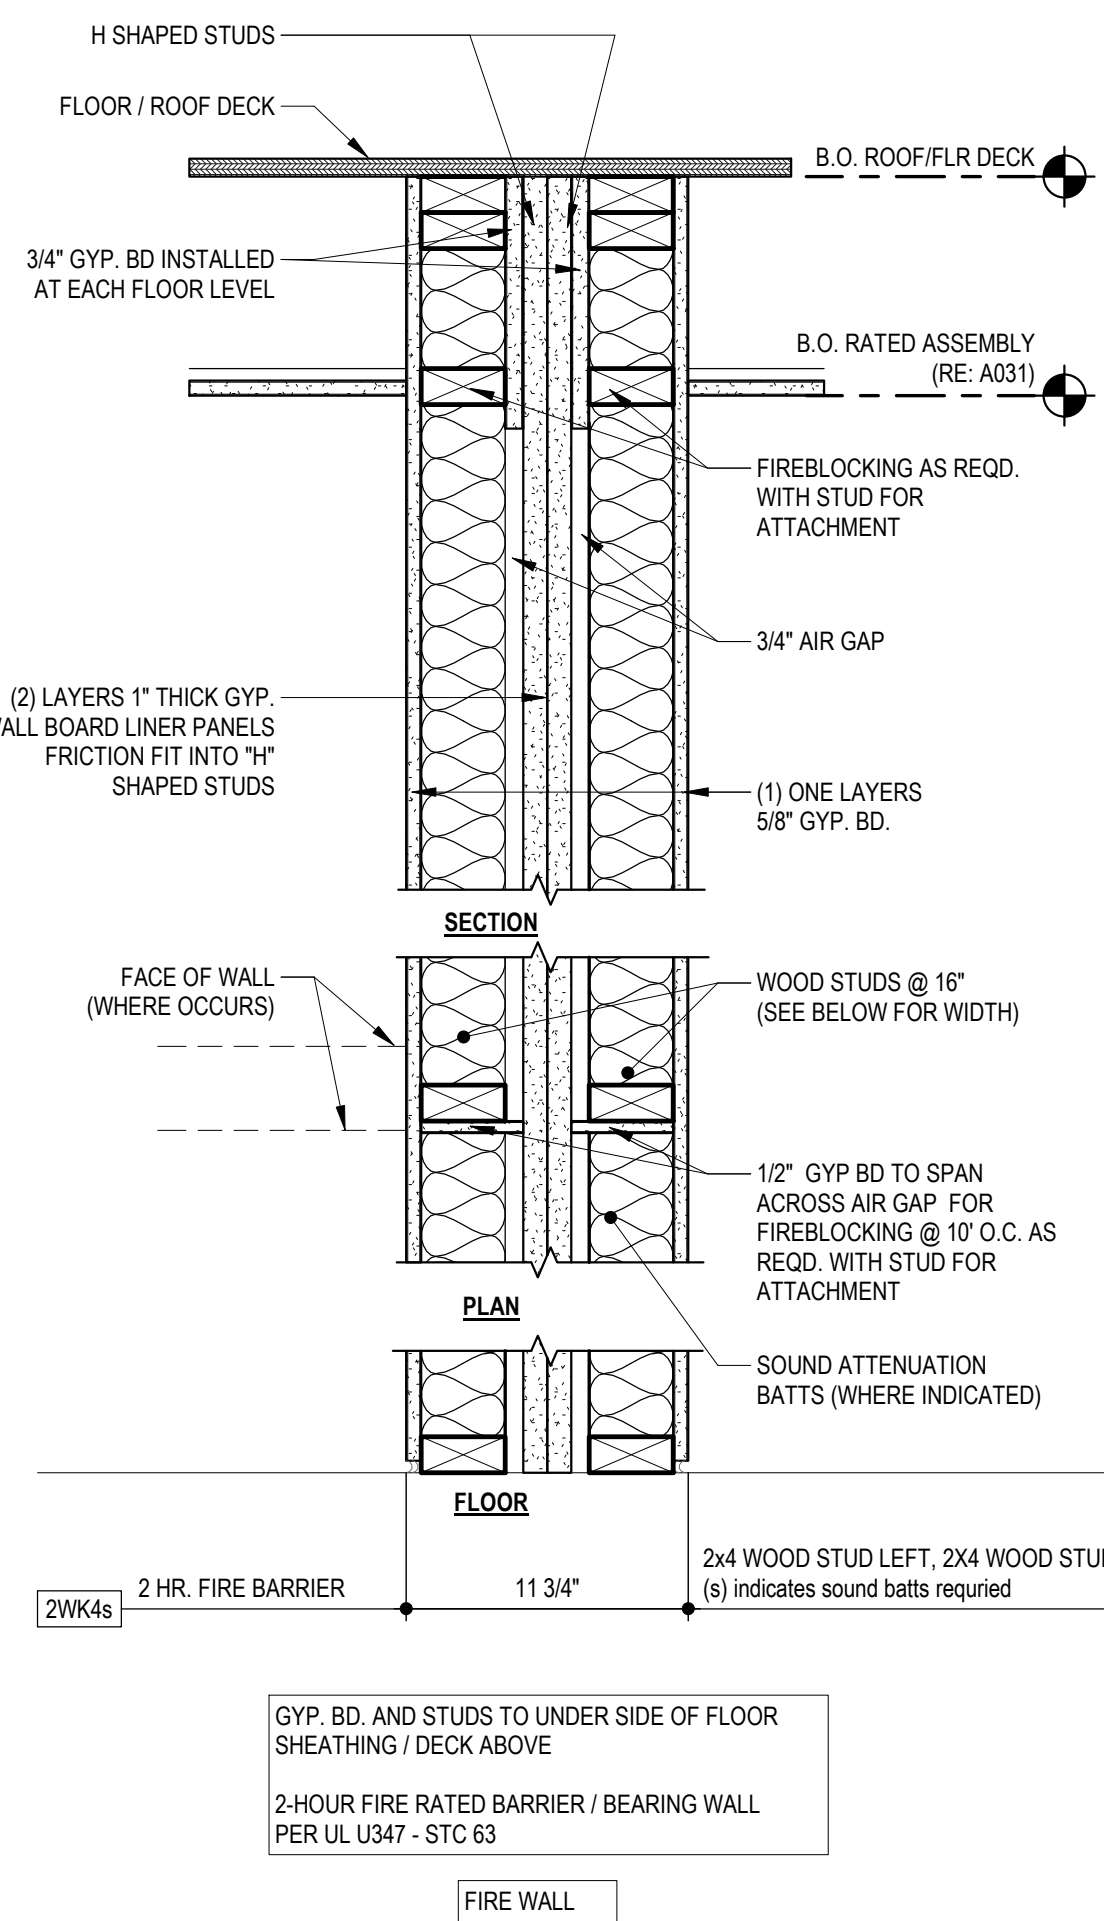 H SHAPED STUDS
FLOOR / ROOF DECK
B.O. ROOF/FLR DECK
3/4" GYP. BD INSTALLED
AT EACH FLOOR LEVEL
B.O. RATED ASSEMBLY
(RE: A031)
FIREBLOCKING AS REQD.
WITH STUD FOR
ATTACHMENT
3/4" AIR GAP
(2) LAYERS 1" THICK GYP.
BOARD LINER PANELS
FRICTION FIT INTO "H"
SHAPED STUDS
(1) ONE LAYERS
5/8" GYP. BD.
SECTION
FACE OF WALL
(WHERE OCCURS)
WOOD STUDS @ 16"
(SEE BELOW FOR WIDTH)
1/2" GYP BD TO SPAN
ACROSS AIR GAP FOR
FIREBLOCKING @ 10' O.C. AS
REQD. WITH STUD FOR
ATTACHMENT
PLAN
SOUND ATTENUATION
BATTS (WHERE INDICATED)
FLOOR
2WK4s
2 HR. FIRE BARRIER
11 3/4"
2x4 WOOD STUD LEFT, 2X4 WOOD
(s) indicates sound batts requried
GYP. BD. AND STUDS TO UNDER SIDE OF FLOOR
SHEATHING / DECK ABOVE
2-HOUR FIRE RATED BARRIER / BEARING WALL
PER UL U347 - STC 63
FIRE WALL